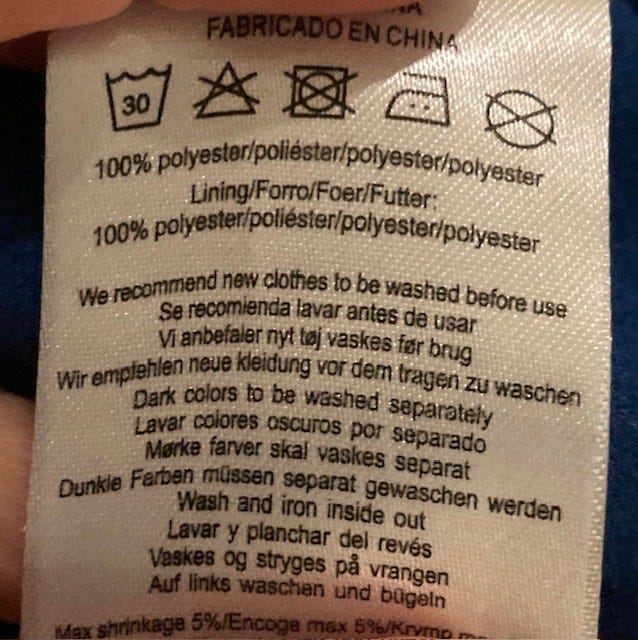 FABRICADO EN CHINA
30
100% polyester/poliéster/polyester/polyester
Lining/Forro/Foer/Futter:
100% polyester/poliéster/polyester/polyester
We recommend new clothes to be washed before use
Se recomienda lavar antes de usar
Vi anbefaler nyt tøj vaskes før brug
Wir empfehlen neue kleidung vor dem tragen zu waschen
Dark colors to be washed separately
Lavar colores oscuros por separado
Mørke farver skal vaskes separat
Dunkle Farben müssen separat gewaschen werden
Wash and iron inside out
Lavar y planchar del revés
Vaskes og stryges på vrangen
Auf links waschen und bügeln
Max shrinkage 5%/Encoge max 5%/Krymp